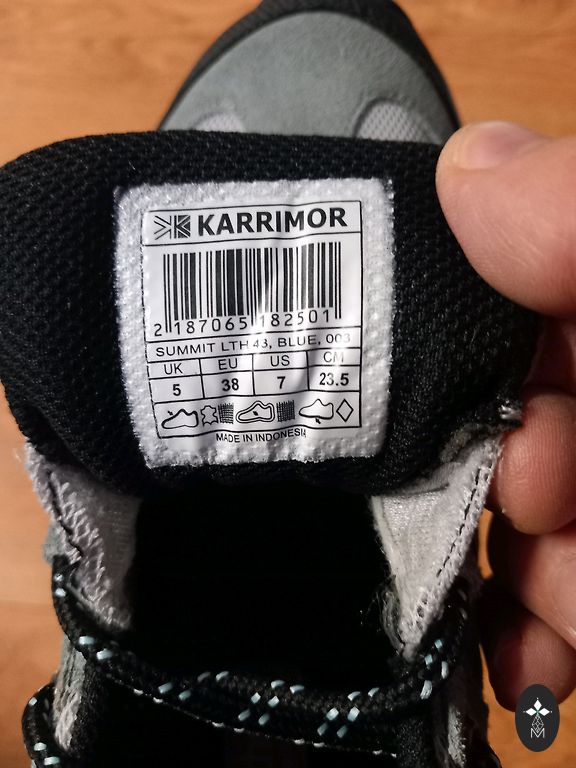 KARRIMOR
2 187065 182501
SUMMIT LTH 43, BLUE, 003
UK EU US CM
5 38 7 23.5
MADE IN INDONESIA
M